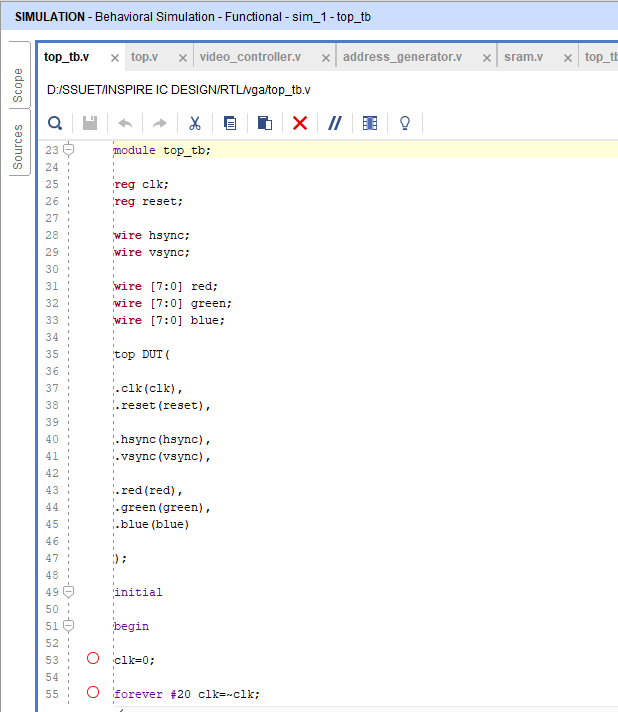 SIMULATION - Behavioral Simulation - Functional - sim_1 - top_tb
Scope
Sources
top_tb.v × top.v × video_controller.v × address_generator.v × sram.v × top_tb
D:/SSUET/INSPIRE IC DESIGN/RTL/vga/top_tb.v
23 module top_tb;
24
25 reg clk;
26 reg reset;
27
28 wire hsync;
29 wire vsync;
30
31 wire [7:0] red;
32 wire [7:0] green;
33 wire [7:0] blue;
34
35 top DUT(
36
37 .clk(clk),
38 .reset(reset),
39
40 .hsync(hsync),
41 .vsync(vsync),
42
43 .red(red),
44 .green(green),
45 .blue(blue)
46
47 );
48
49 initial
50
51 begin
52
53 clk=0;
54
55 forever #20 clk=~clk;